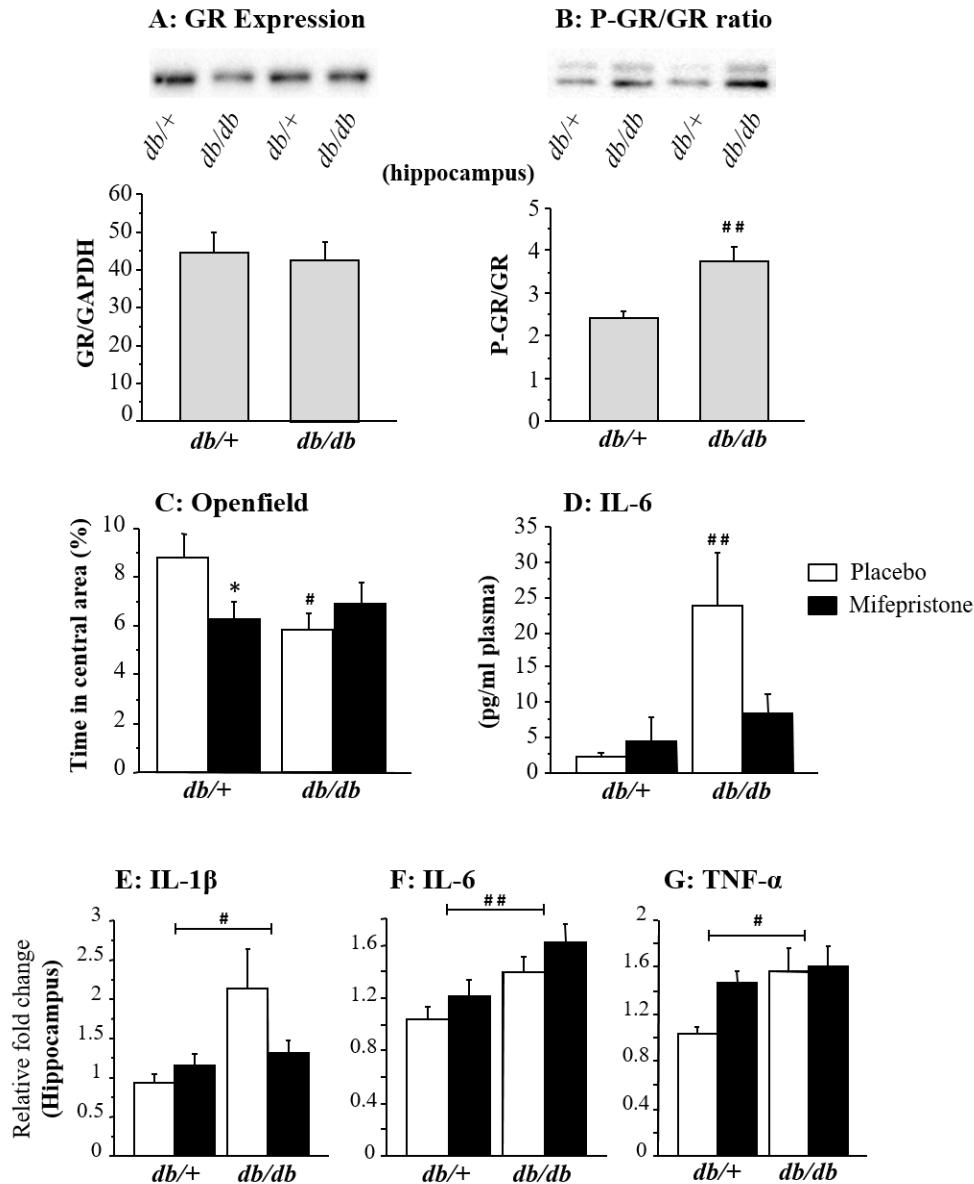 A: GR Expression
B: P-GR/GR ratio
db/+ db/db db/+ db/db
db/+ db/db db/+ db/db
(hippocampus)
GR/GAPDH
60
50
40
30
20
10
0
db/+ db/db
P-GR/GR
5
4
3
2
1
0
##
db/+ db/db
C: Openfield
Time in central area (%)
10
8
6
4
2
0
*
#
db/+ db/db
D: IL-6
(pg/ml plasma)
35
30
25
20
15
10
5
0
##
db/+ db/db
Placebo
Mifepristone
E: IL-1β
Relative fold change
(Hippocampus)
3
2.5
2
1.5
1
0.5
0
#
db/+ db/db
F: IL-6
1.6
1.2
0.8
0.4
0
##
db/+ db/db
G: TNF-α
2
1.6
1.2
0.8
0.4
0
#
db/+ db/db